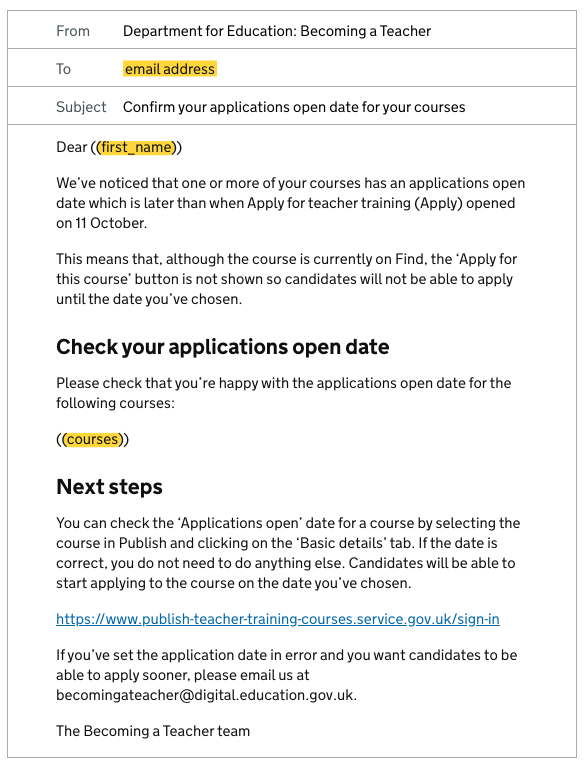 From Department for Education: Becoming a Teacher
To email address
Subject Confirm your applications open date for your courses
Dear ((first_name))
We’ve noticed that one or more of your courses has an applications open
date which is later than when Apply for teacher training (Apply) opened
on 11 October.
This means that, although the course is currently on Find, the ‘Apply for
this course’ button is not shown so candidates will not be able to apply
until the date you’ve chosen.
Check your applications open date
Please check that you’re happy with the applications open date for the
following courses:
((courses))
Next steps
You can check the ‘Applications open’ date for a course by selecting the
course in Publish and clicking on the ‘Basic details’ tab. If the date is
correct, you do not need to do anything else. Candidates will be able to
start applying to the course on the date you’ve chosen.
https://www.publish-teacher-training-courses.service.gov.uk/sign-in
If you’ve set the application date in error and you want candidates to be
able to apply sooner, please email us at
becomingateacher@digital.education.gov.uk.
The Becoming a Teacher team